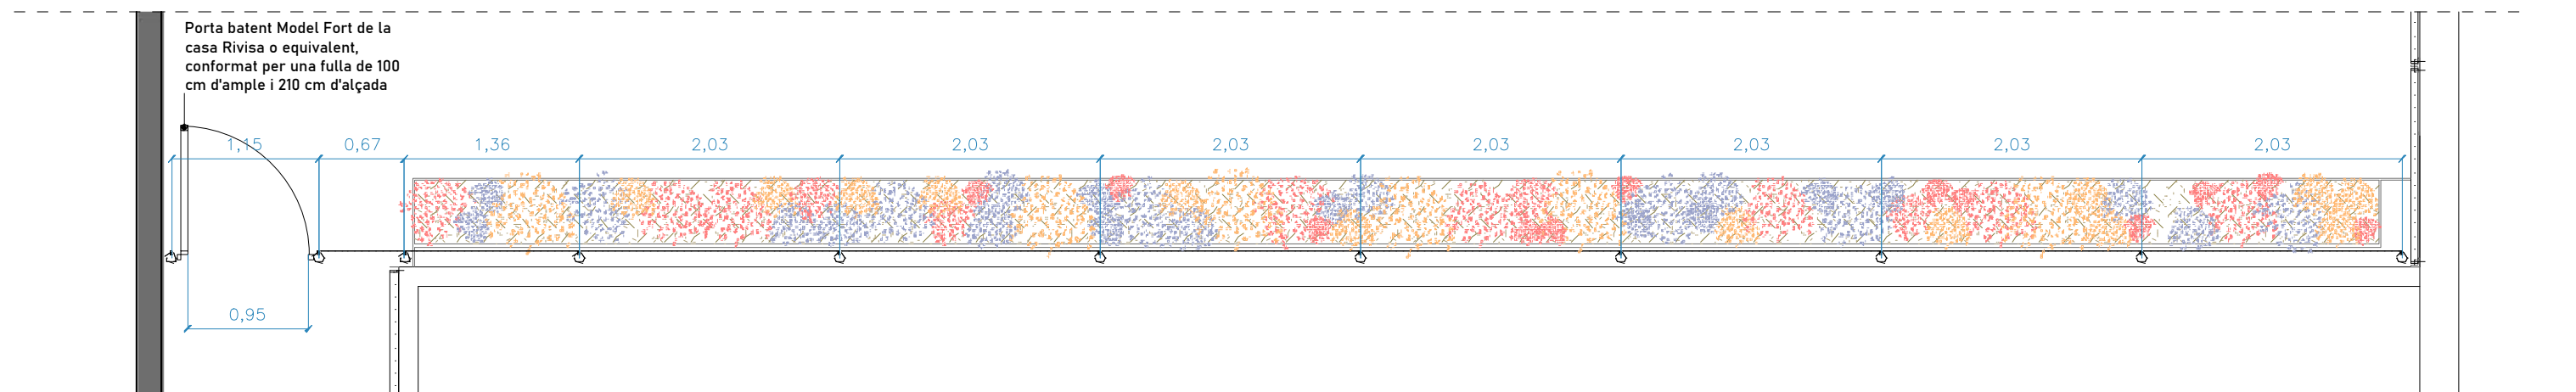 Porta batent Model Fort de la
casa Rivisa o equivalent,
conformat per una fulla de 100
cm d'ample i 210 cm d'alçada
1,15
0,67
1,36
2,03
2,03
2,03
2,03
2,03
2,03
2,03
0,95